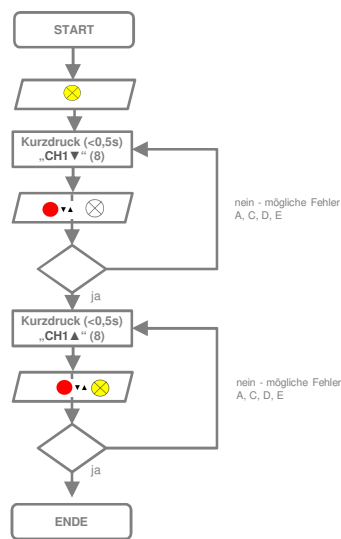 START
Kurzdruck (<0,5s)
„CH1▼“ (8)
▼▲
nein - mögliche Fehler
A, C, D, E
ja
Kurzdruck (<0,5s)
„CH1▲“ (8)
▼▲
nein - mögliche Fehler
A, C, D, E
ja
ENDE